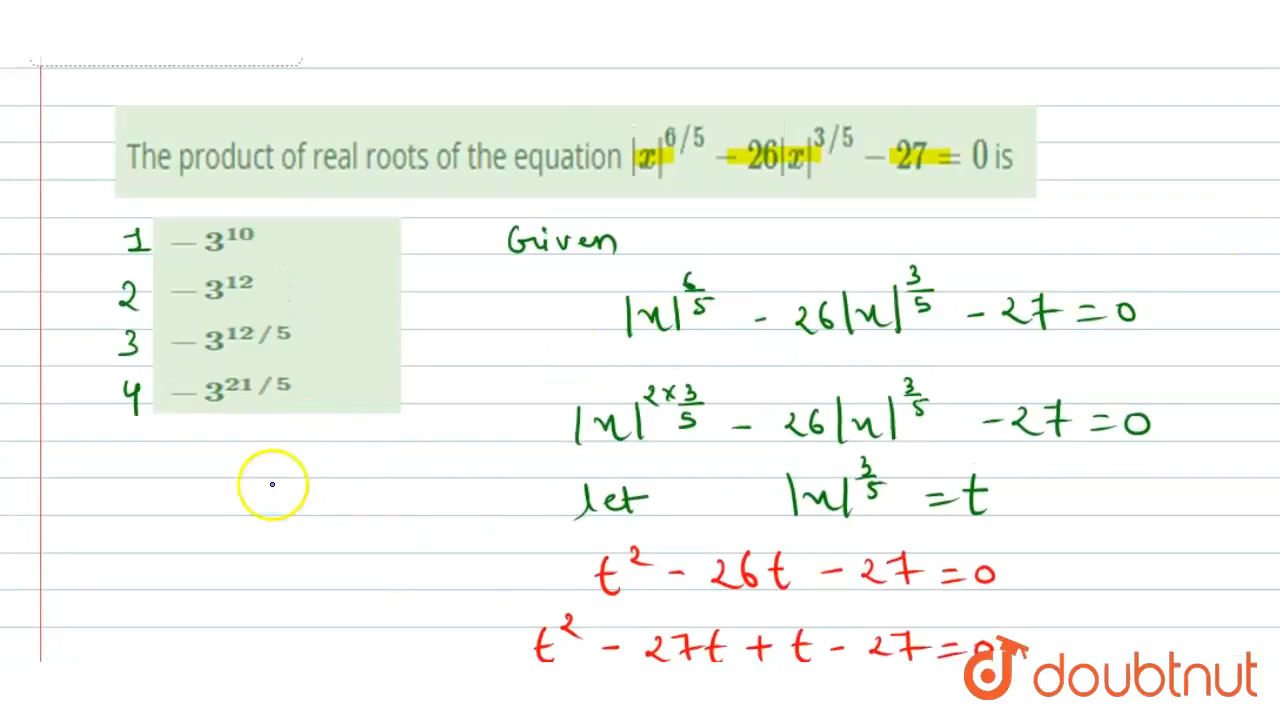 The product of real roots of the equation |x|^{6/5} − 26|x|^{3/5} − 27 = 0 is
1 −3^{10}
2 −3^{12}
3 −3^{12/5}
4 −3^{21/5}
Given
|x|^{6/5} - 26|x|^{3/5} - 27 = 0
|x|^{2×3/5} - 26|x|^{3/5} - 27 = 0
let |x|^{3/5} = t
t^2 - 26t - 27 = 0
t^2 - 27t + t - 27 = 0
doubtnut